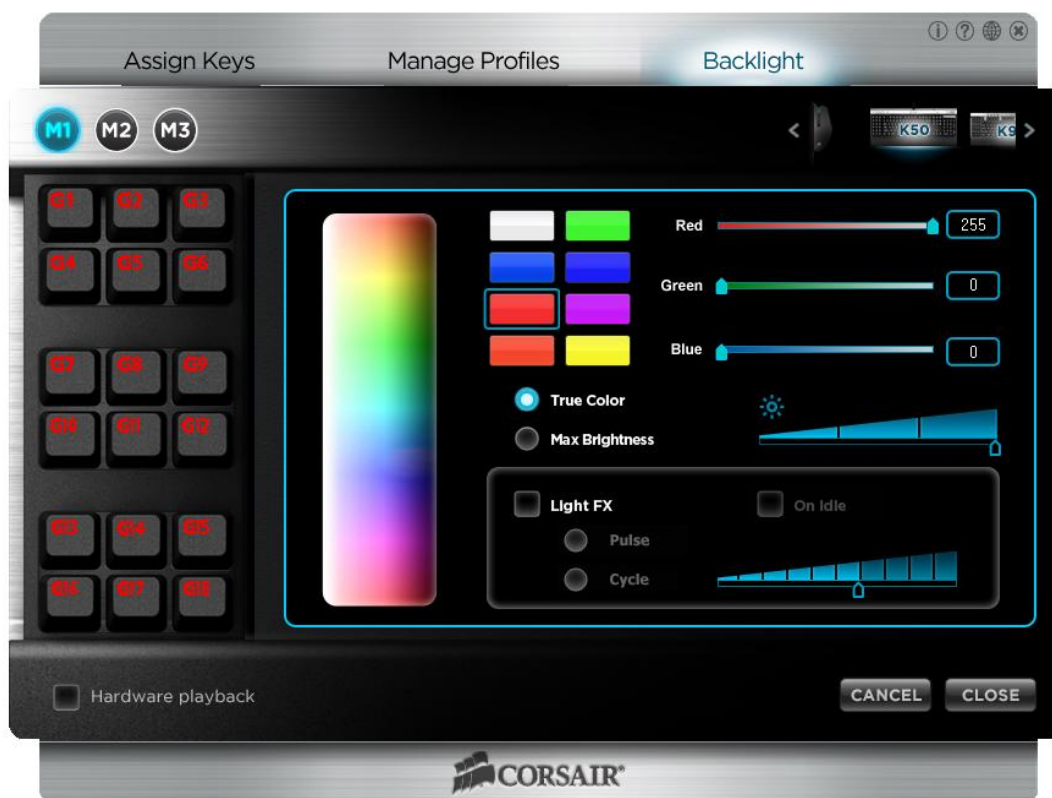 Assign Keys Manage Profiles Backlight
M1 M2 M3
K50 K9
G1 G2 G3
G4 G5 G6
G7 G8 G9
G10 G11 G12
G13 G14 G15
G16 G17 G18
Red 255
Green 0
Blue 0
True Color
Max Brightness
Light FX On Idle
Pulse
Cycle
Hardware playback
CANCEL CLOSE
CORSAIR